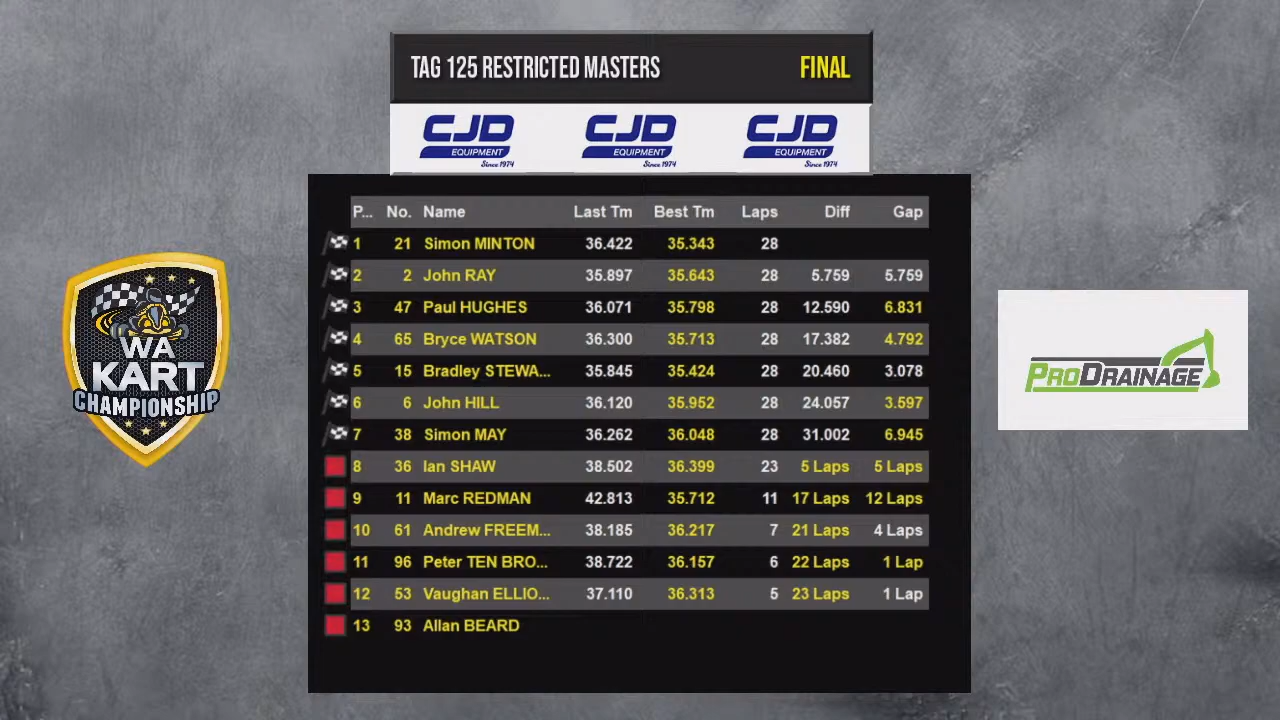 TAG 125 RESTRICTED MASTERS FINAL
CJD CJD CJD
EQUIPMENT EQUIPMENT EQUIPMENT
Since 1974 Since 1974 Since 1974
P... No. Name Last Tm Best Tm Laps Diff Gap
1 21 Simon MINTON 36.422 35.343 28
2 2 John RAY 35.897 35.643 28 5.759 5.759
3 47 Paul HUGHES 36.071 35.798 28 12.590 6.831
4 65 Bryce WATSON 36.300 35.713 28 17.382 4.792
5 15 Bradley STEWA... 35.845 35.424 28 20.460 3.078
6 6 John HILL 36.120 35.952 28 24.057 3.597
7 38 Simon MAY 36.262 36.048 28 31.002 6.945
8 36 Ian SHAW 38.502 36.399 23 5 Laps 5 Laps
9 11 Marc REDMAN 42.813 35.712 11 17 Laps 12 Laps
10 61 Andrew FREEM... 38.185 36.217 7 21 Laps 4 Laps
11 96 Peter TEN BRO... 38.722 36.157 6 22 Laps 1 Lap
12 53 Vaughan ELLIO... 37.110 36.313 5 23 Laps 1 Lap
13 93 Allan BEARD
WA
KART
CHAMPIONSHIP
PRODRAINAGE